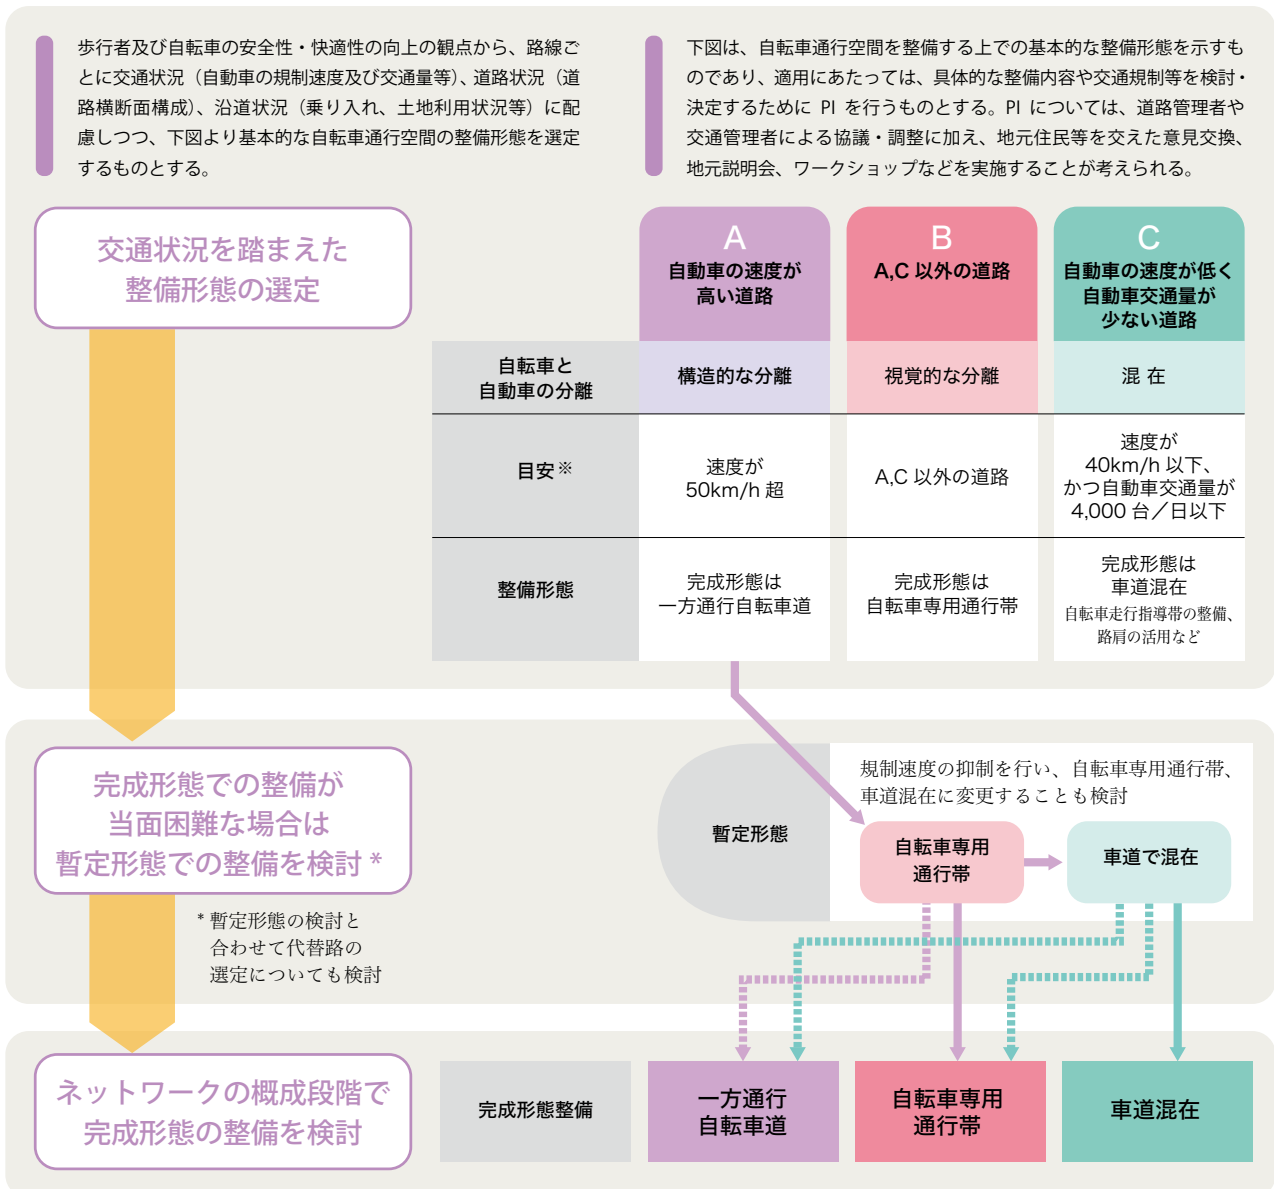 歩行者及び自転車の安全性・快適性の向上の観点から、路線ご
とに交通状況（自動車の規制速度及び交通量等）、道路状況（道
路横断面構成）、沿道状況（乗り入れ、土地利用状況等）に配
慮しつつ、下図より基本的な自転車通行空間の整備形態を選定
するものとする。
下図は、自転車通行空間を整備する上での基本的な整備形態を示すも
のであり、適用にあたっては、具体的な整備内容や交通規制等を検討・
決定するために PI を行うものとする。PI については、道路管理者や
交通管理者による協議・調整に加え、地元住民等を交えた意見交換、
地元説明会、ワークショップなどを実施することが考えられる。
交通状況を踏まえた
整備形態の選定
A
自動車の速度が
高い道路
B
A,C 以外の道路
C
自動車の速度が低く
自動車交通量が
少ない道路
自転車と
自動車の分離
構造的な分離
視覚的な分離
混 在
目安※
速度が
50km/h 超
A,C 以外の道路
速度が
40km/h 以下、
かつ自動車交通量が
4,000 台／日以下
整備形態
完成形態は
一方通行自転車道
完成形態は
自転車専用通行帯
完成形態は
車道混在
自転車走行指導帯の整備、
路肩の活用など
完成形態での整備が
当面困難な場合は
暫定形態での整備を検討 *
* 暫定形態の検討と
合わせて代替路の
選定についても検討
暫定形態
規制速度の抑制を行い、自転車専用通行帯、
車道混在に変更することも検討
自転車専用
通行帯
車道で混在
ネットワークの概成段階で
完成形態の整備を検討
完成形態整備
一方通行
自転車道
自転車専用
通行帯
車道混在